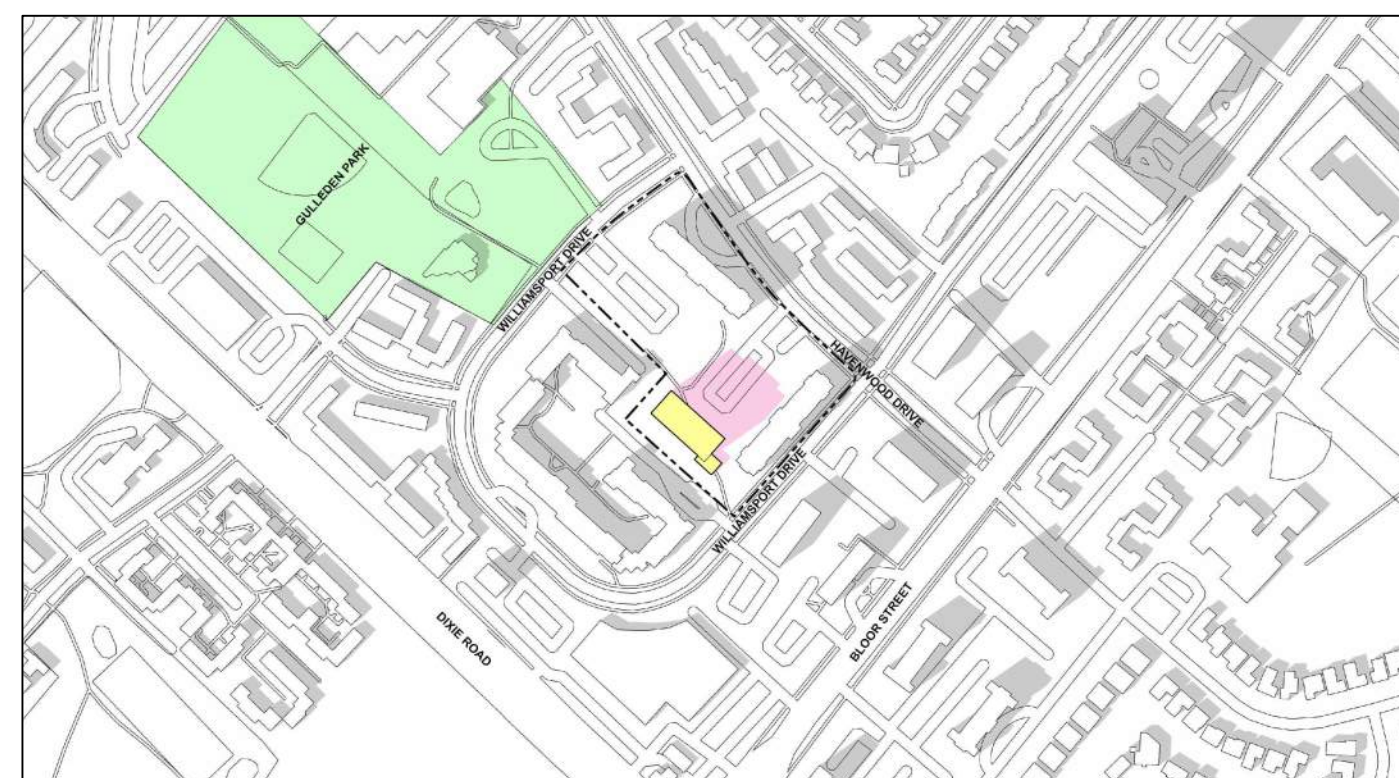 GULLEDEN PARK
WILLIAMSPORT DRIVE
HAVENWOOD DRIVE
WILLIAMSPORT DRIVE
BLOOR STREET
DIXIE ROAD